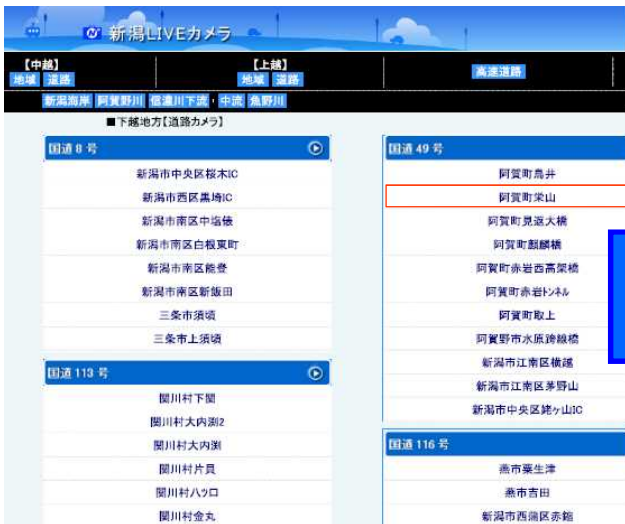 新潟LIVEカメラ
【中越】
地域 道路
【上越】
地域 道路
高速道路
新潟海岸 阿賀野川 信濃川下流・中流 魚野川
■下越地方【道路カメラ】
国道 8 号
新潟市中央区桜木IC
新潟市西区黒埼IC
新潟市南区中塩俵
新潟市南区白根東町
新潟市南区能登
新潟市南区新飯田
三条市須頃
三条市上須頃
国道 113 号
関川村下関
関川村大内渕2
関川村大内渕
関川村片貝
関川村八ツ口
関川村金丸
国道 49 号
阿賀町鳥井
阿賀町栄山
阿賀町見返大橋
阿賀町麒麟橋
阿賀町赤岩西高架橋
阿賀町赤岩トンネル
阿賀町取上
阿賀野市水原跨線橋
新潟市江南区横越
新潟市江南区茅野山
新潟市中央区姥ヶ山IC
国道 116 号
燕市粟生津
燕市吉田
新潟市西蒲区赤鏥